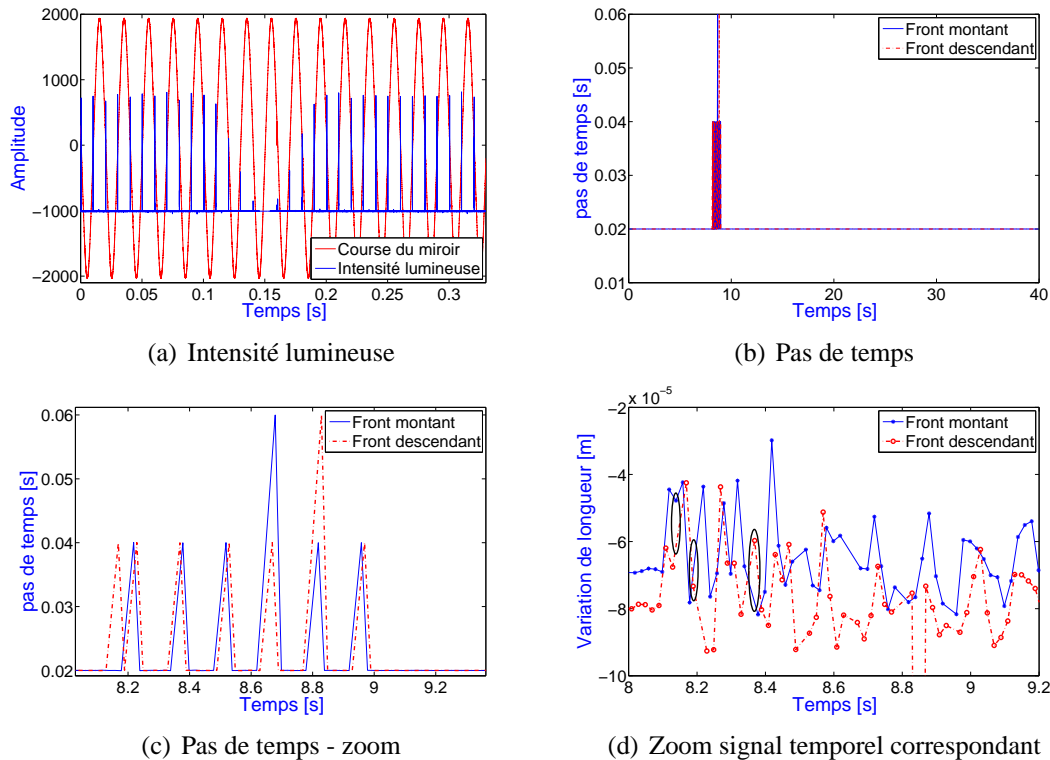 2000
1000
0
−1000
−2000
Amplitude
0
0.05
0.1
0.15
0.2
0.25
0.3
Temps [s]
Course du miroir
Intensité lumineuse
(a) Intensité lumineuse
0.06
0.05
0.04
0.03
0.02
0.01
pas de temps [s]
0
10
20
30
40
Temps [s]
Front montant
Front descendant
(b) Pas de temps
0.06
0.05
0.04
0.03
0.02
pas de temps [s]
8.2
8.4
8.6
8.8
9
9.2
Temps [s]
Front montant
Front descendant
(c) Pas de temps - zoom
x 10⁻⁵
−2
−4
−6
−8
−10
Variation de longueur [m]
8
8.2
8.4
8.6
8.8
9
9.2
Temps [s]
Front montant
Front descendant
(d) Zoom signal temporel correspondant